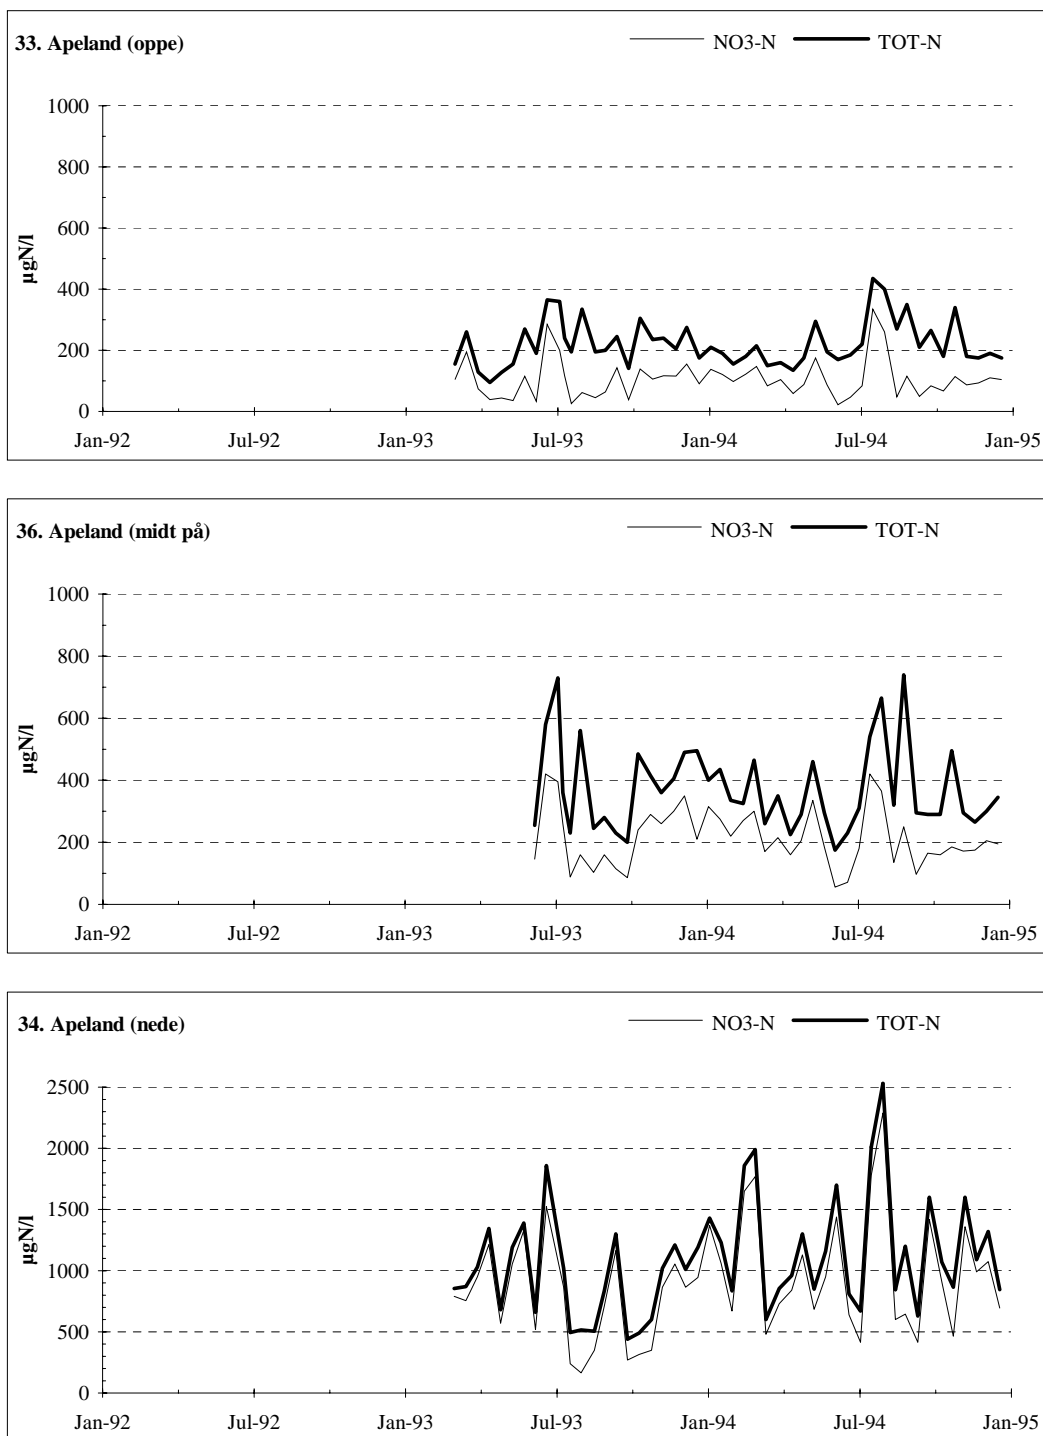 33. Apeland (oppe)
NO3-N TOT-N
1000
800
600
400
200
0
µgN/l
Jan-92 Jul-92 Jan-93 Jul-93 Jan-94 Jul-94 Jan-95
36. Apeland (midt på)
NO3-N TOT-N
1000
800
600
400
200
0
µgN/l
Jan-92 Jul-92 Jan-93 Jul-93 Jan-94 Jul-94 Jan-95
34. Apeland (nede)
NO3-N TOT-N
2500
2000
1500
1000
500
0
µgN/l
Jan-92 Jul-92 Jan-93 Jul-93 Jan-94 Jul-94 Jan-95